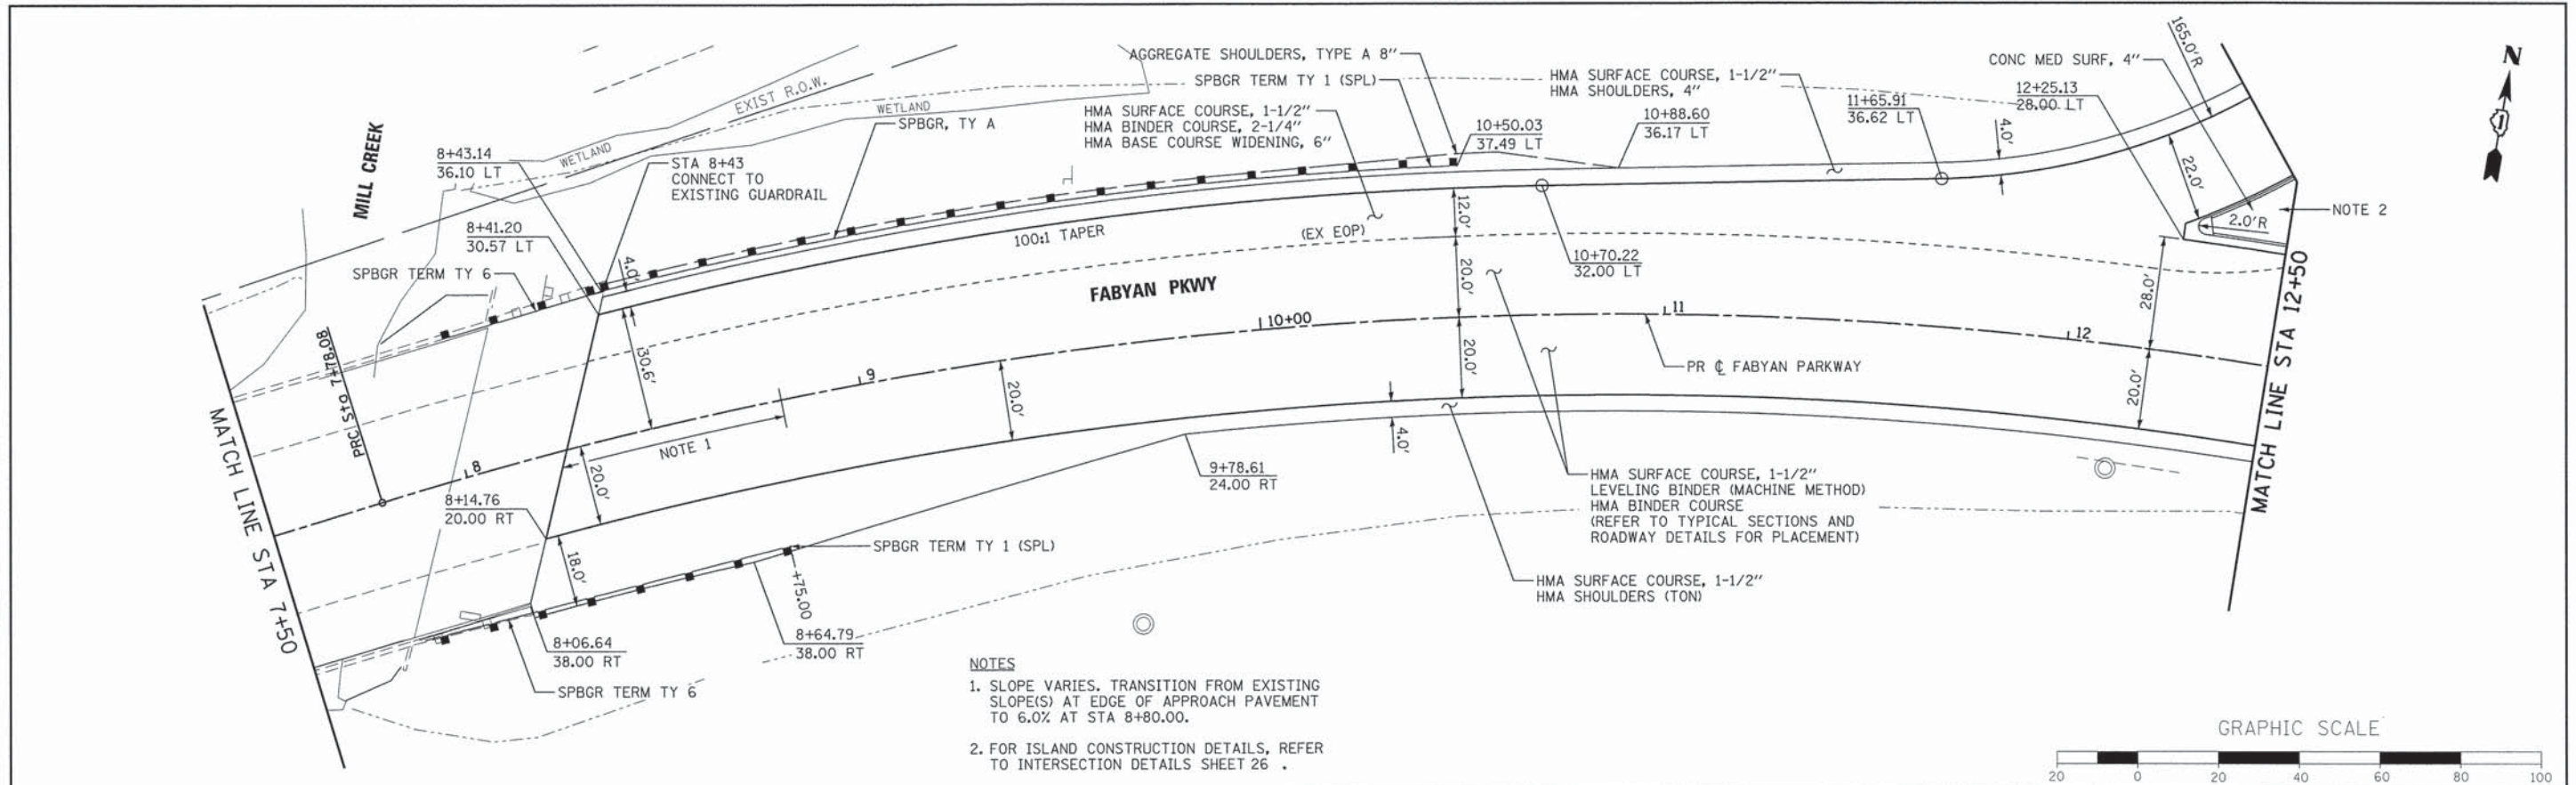 AGGREGATE SHOULDERS, TYPE A 8"
SPBGR TERM TY 1 (SPL)
HMA SURFACE COURSE, 1-1/2"
HMA BINDER COURSE, 2-1/4"
HMA BASE COURSE WIDENING, 6"
HMA SURFACE COURSE, 1-1/2"
HMA SHOULDERS, 4"
CONC MED SURF, 4"
165.0'R
N
12+25.13
28.00 LT
11+65.91
36.62 LT
10+88.60
36.17 LT
10+50.03
37.49 LT
EXIST R.O.W.
WETLAND
WETLAND
SPBGR, TY A
MILL CREEK
8+43.14
36.10 LT
STA 8+43
CONNECT TO
EXISTING GUARDRAIL
8+41.20
30.57 LT
SPBGR TERM TY 6
4.0'
100:1 TAPER
(EX EOP)
12.0'
4.0'
22.0'
2.0'R
NOTE 2
10+70.22
32.00 LT
FABYAN PKWY
20.0'
28.0'
PRC Sta 7+78.08
30.6'
8
9
10+00
11
12
20.0'
20.0'
20.0'
PR ℄ FABYAN PARKWAY
MATCH LINE STA 7+50
MATCH LINE STA 12+50
NOTE 1
20.0'
4.0'
8+14.76
20.00 RT
9+78.61
24.00 RT
HMA SURFACE COURSE, 1-1/2"
LEVELING BINDER (MACHINE METHOD)
HMA BINDER COURSE
(REFER TO TYPICAL SECTIONS AND
ROADWAY DETAILS FOR PLACEMENT)
18.0'
SPBGR TERM TY 1 (SPL)
+75.00
HMA SURFACE COURSE, 1-1/2"
HMA SHOULDERS (TON)
8+06.64
38.00 RT
8+64.79
38.00 RT
SPBGR TERM TY 6
NOTES
1. SLOPE VARIES. TRANSITION FROM EXISTING
SLOPE(S) AT EDGE OF APPROACH PAVEMENT
TO 6.0% AT STA 8+80.00.
2. FOR ISLAND CONSTRUCTION DETAILS, REFER
TO INTERSECTION DETAILS SHEET 26 .
GRAPHIC SCALE
20 0 20 40 60 80 100